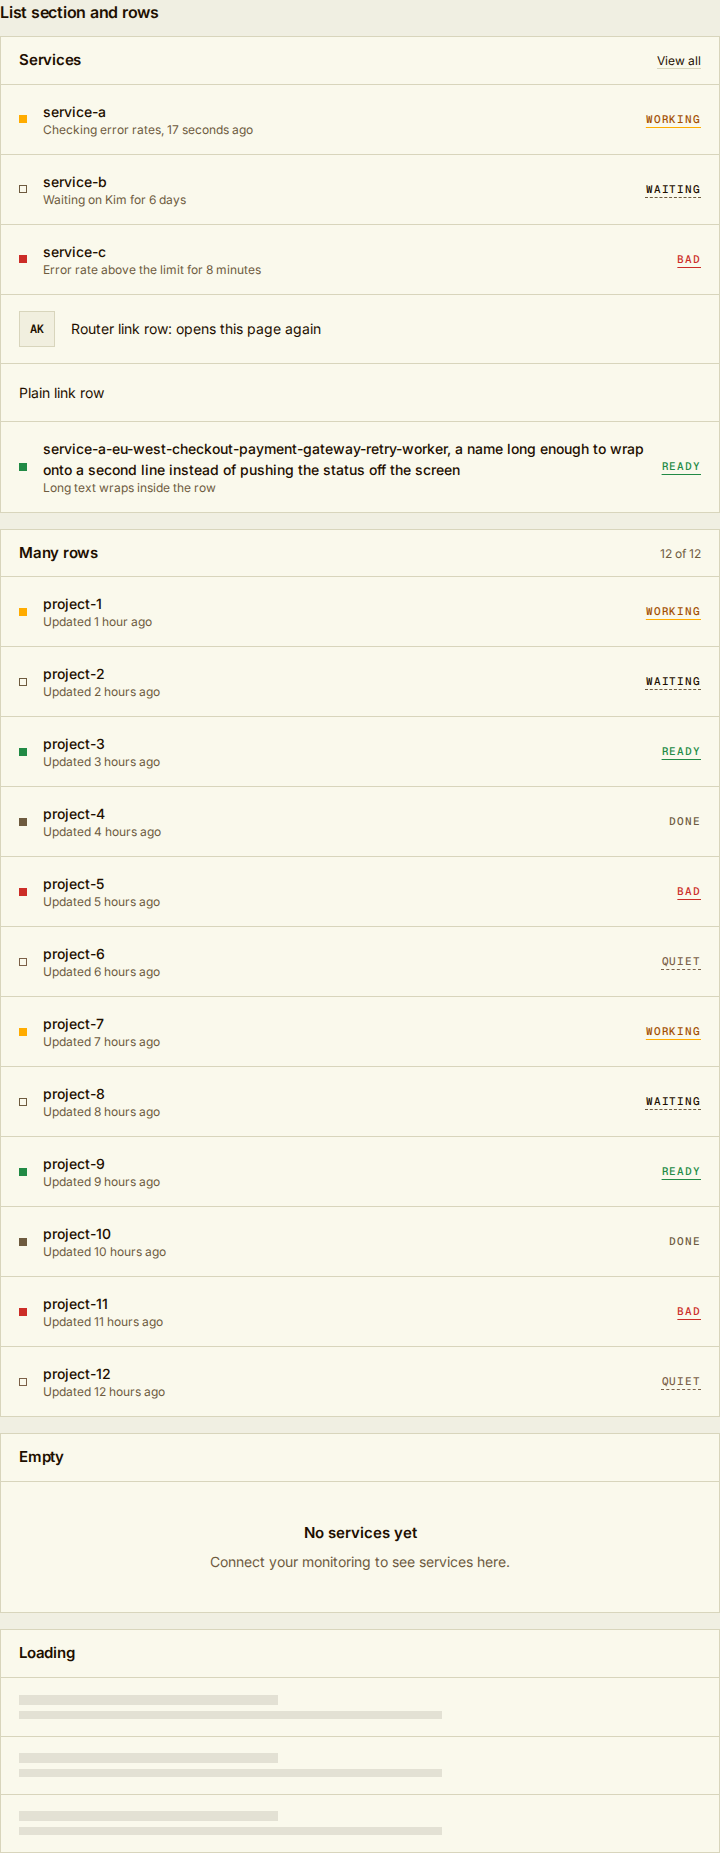 List section and rows
Services
View all
service-a
Checking error rates, 17 seconds ago
WORKING
service-b
Waiting on Kim for 6 days
WAITING
service-c
Error rate above the limit for 8 minutes
BAD
AK
Router link row: opens this page again
Plain link row
service-a-eu-west-checkout-payment-gateway-retry-worker, a name long enough to wrap
onto a second line instead of pushing the status off the screen
Long text wraps inside the row
READY
Many rows
12 of 12
project-1
Updated 1 hour ago
WORKING
project-2
Updated 2 hours ago
WAITING
project-3
Updated 3 hours ago
READY
project-4
Updated 4 hours ago
DONE
project-5
Updated 5 hours ago
BAD
project-6
Updated 6 hours ago
QUIET
project-7
Updated 7 hours ago
WORKING
project-8
Updated 8 hours ago
WAITING
project-9
Updated 9 hours ago
READY
project-10
Updated 10 hours ago
DONE
project-11
Updated 11 hours ago
BAD
project-12
Updated 12 hours ago
QUIET
Empty
No services yet
Connect your monitoring to see services here.
Loading